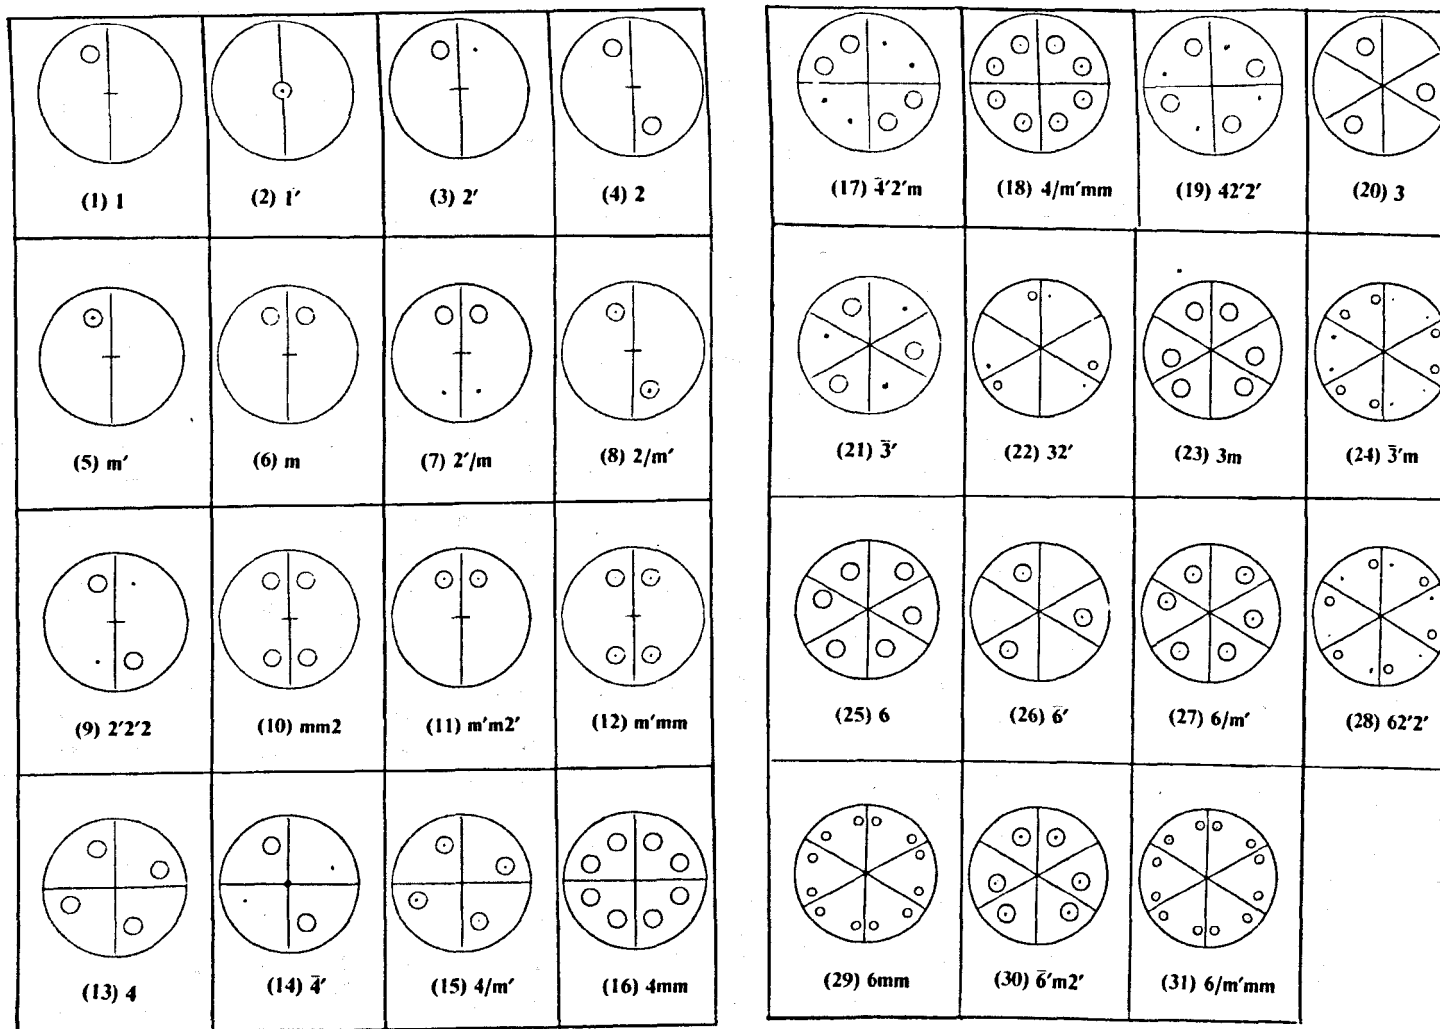 (1) 1
(2) 1̄′
(3) 2′
(4) 2
(5) m′
(6) m
(7) 2′/m
(8) 2/m′
(9) 2′2′2
(10) mm2
(11) m′m2′
(12) m′mm
(13) 4
(14) 4̄′
(15) 4/m′
(16) 4mm
(17) 4̄′2′m
(18) 4/m′mm
(19) 42′2′
(20) 3
(21) 3̄′
(22) 32′
(23) 3m
(24) 3̄′m
(25) 6
(26) 6̄′
(27) 6/m′
(28) 62′2′
(29) 6mm
(30) 6̄′m2′
(31) 6/m′mm